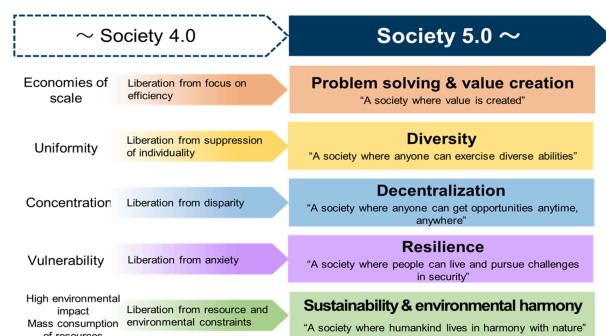 ～ Society 4.0
Society 5.0 ～
Economies of
scale
Liberation from focus on
efficiency
Problem solving & value creation
“A society where value is created”
Uniformity
Liberation from suppression
of individuality
Diversity
“A society where anyone can exercise diverse abilities”
Concentration
Liberation from disparity
Decentralization
“A society where anyone can get opportunities anytime,
anywhere”
Vulnerability
Liberation from anxiety
Resilience
“A society where people can live and pursue challenges
in security”
High environmental
impact
Mass consumption
of resources
Liberation from resource and
environmental constraints
Sustainability & environmental harmony
“A society where humankind lives in harmony with nature”